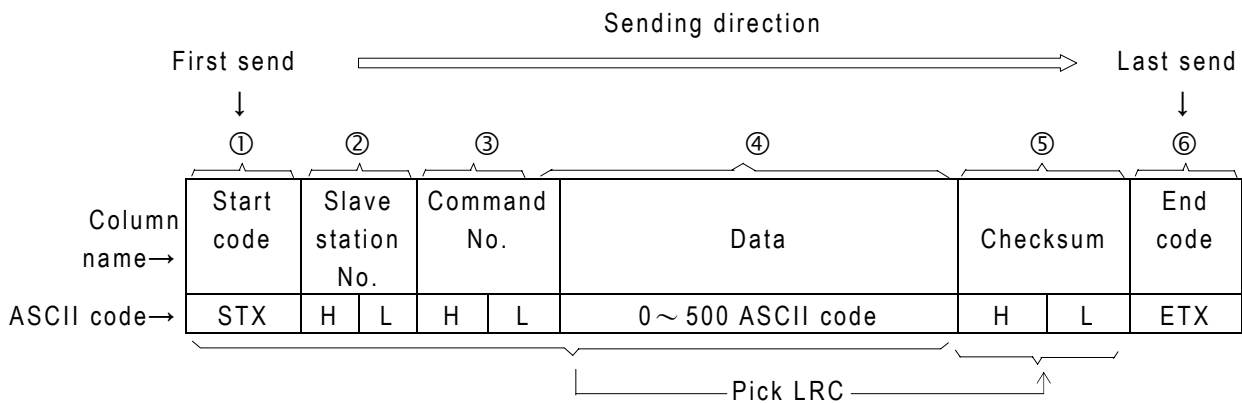 Sending direction
First send
Last send
↓ ↓
① ② ③ ④ ⑤ ⑥
Column name→
Start code
Slave station No.
Command No.
Data
Checksum
End code
ASCII code→ STX H L H L 0～500 ASCII code H L ETX
Pick LRC